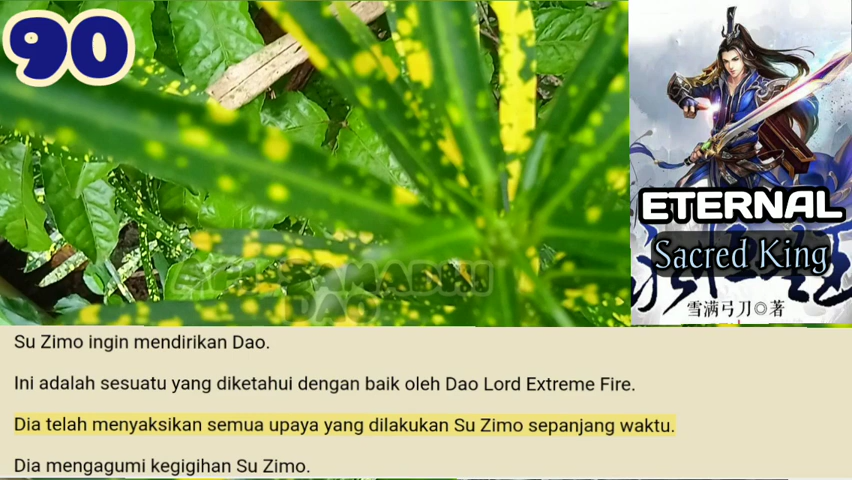 90
ETERNAL
Sacred King
雪满弓刀◎著
Su Zimo ingin mendirikan Dao.
Ini adalah sesuatu yang diketahui dengan baik oleh Dao Lord Extreme Fire.
Dia telah menyaksikan semua upaya yang dilakukan Su Zimo sepanjang waktu.
Dia mengagumi kegigihan Su Zimo.